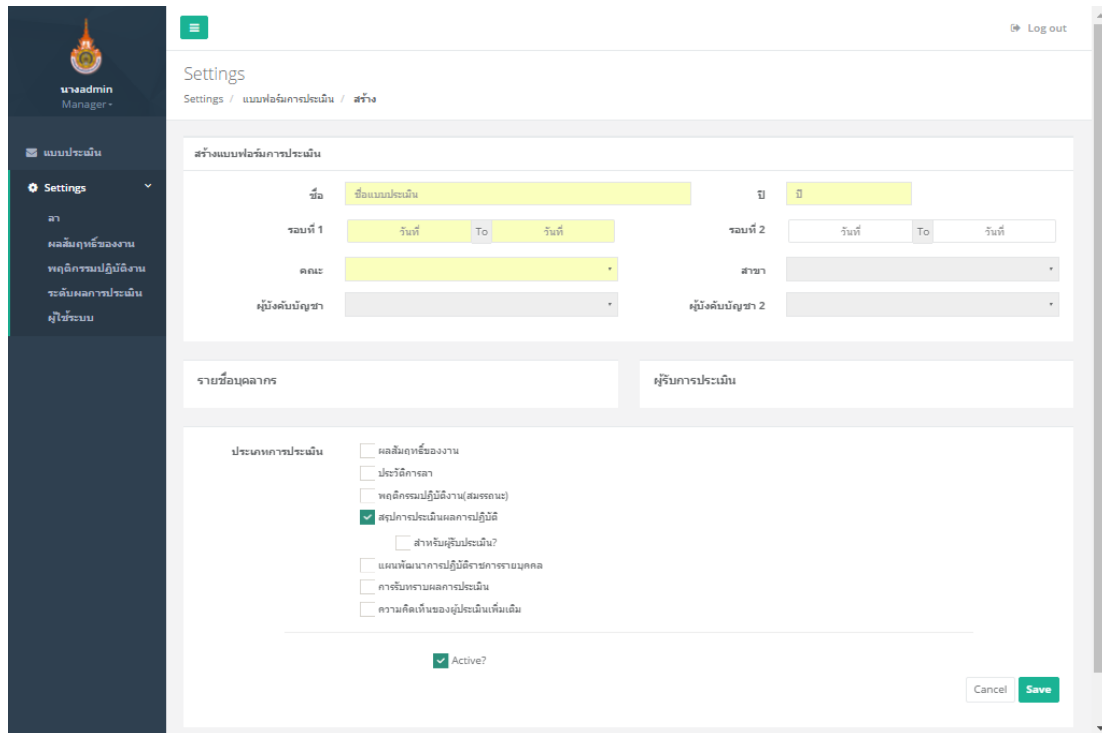 Log out
นางadmin
Manager
Settings
Settings / แบบฟอร์มการประเมิน / สร้าง
แบบประเมิน
Settings
ลา
ผลสัมฤทธิ์ของงาน
พฤติกรรมปฏิบัติงาน
ระดับผลการประเมิน
ผู้ใช้ระบบ
สร้างแบบฟอร์มการประเมิน
ชื่อ ชื่อแบบประเมิน ปี ปี
รอบที่ 1 วันที่ To วันที่ รอบที่ 2 วันที่ To วันที่
คณะ สาขา
ผู้บังคับบัญชา ผู้บังคับบัญชา 2
รายชื่อบุคลากร ผู้รับการประเมิน
ประเภทการประเมิน ผลสัมฤทธิ์ของงาน
ประวัติการลา
พฤติกรรมปฏิบัติงาน(สมรรถนะ)
สรุปการประเมินผลการปฏิบัติ
สำหรับผู้รับประเมิน?
แผนพัฒนาการปฏิบัติราชการรายบุคคล
การรับทราบผลการประเมิน
ความคิดเห็นของผู้ประเมินเพิ่มเติม
Active?
Cancel Save